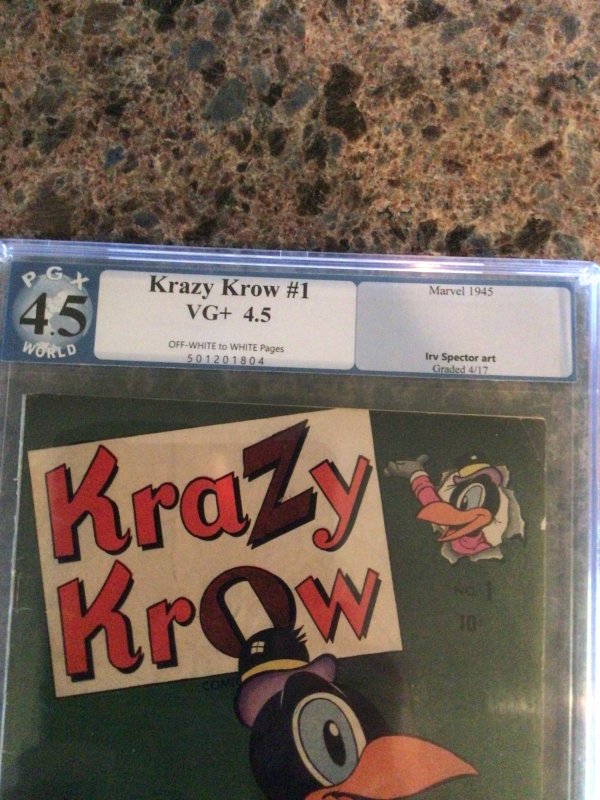 PGX
4.5
WORLD
Krazy Krow #1
VG+ 4.5
OFF-WHITE to WHITE Pages
501201804
Marvel 1945
Irv Spector art
Graded 4/17
KraZy
KrOw
NO. 1
10¢
COM